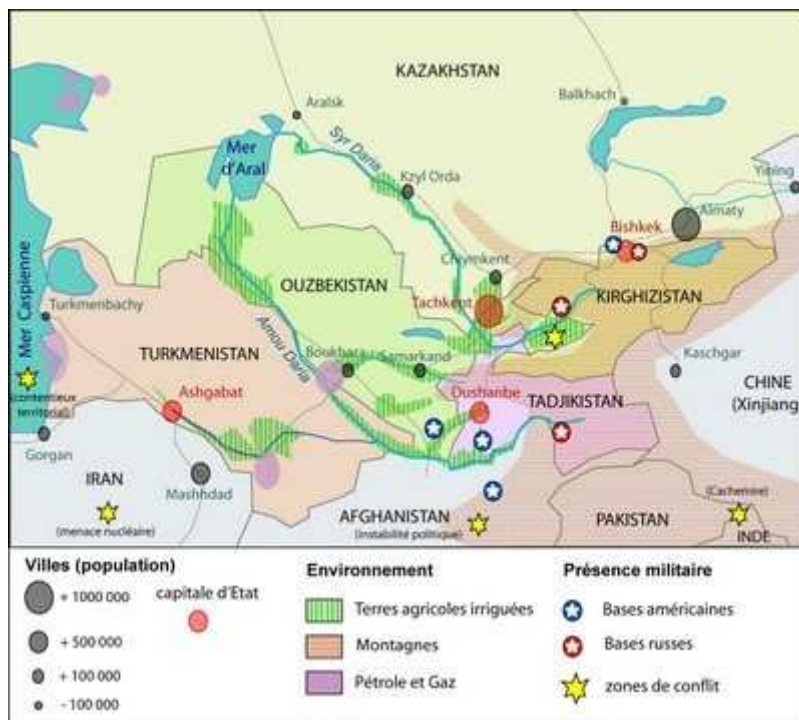 KAZAKHSTAN
Aralsk
Balkhach
Mer
d'Aral
Syr Daria
Kzyl Orda
Yining
Almaty
Bishkek
Chymkent
OUZBEKISTAN
Tachkent
KIRGHIZISTAN
Mer Caspienne
Turkmenbachy
Amou Daria
TURKMENISTAN
Boukhara
Samarkand
Kaschgar
CHINE
(Xinjiang)
Ashgabat
Dushanbe
TADJIKISTAN
(contentieux
territorial)
Gorgan
IRAN
Mashhdad
(menace nucléaire)
AFGHANISTAN
(instabilité politique)
PAKISTAN
(Cachemire)
INDE
Villes (population)
+ 1000 000
+ 500 000
+ 100 000
- 100 000
capitale d'Etat
Environnement
Terres agricoles irriguées
Montagnes
Pétrole et Gaz
Présence militaire
Bases américaines
Bases russes
zones de conflit